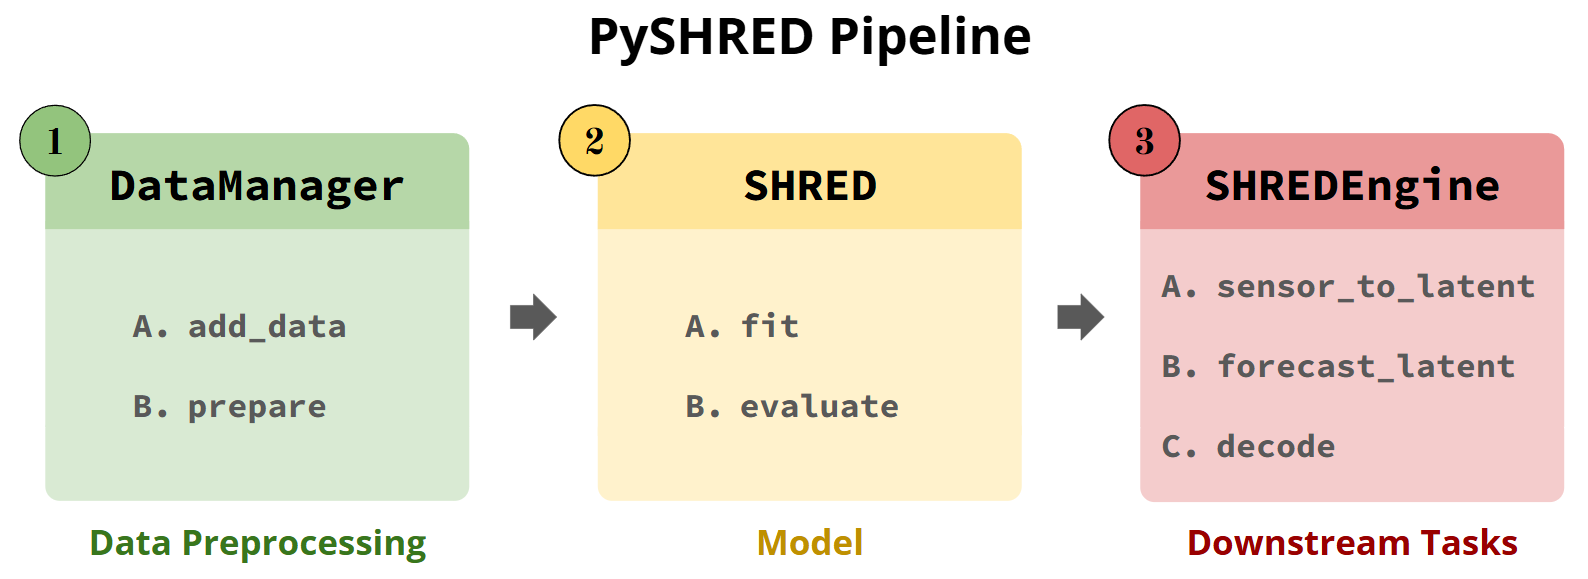 PySHRED Pipeline
1
DataManager
A. add_data
B. prepare
Data Preprocessing
2
SHRED
A. fit
B. evaluate
Model
3
SHREDEngine
A. sensor_to_latent
B. forecast_latent
C. decode
Downstream Tasks